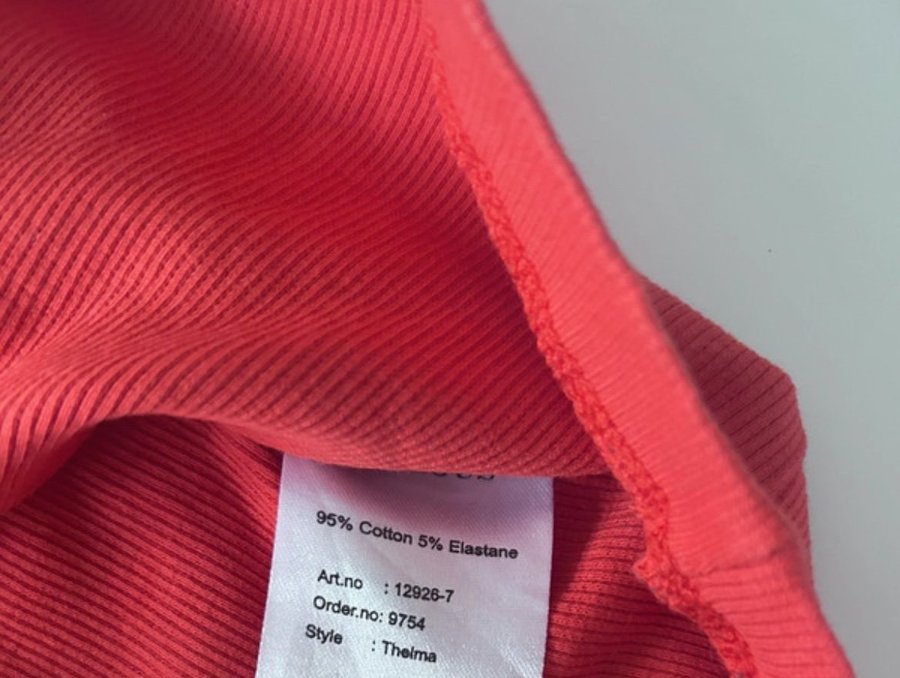 95% Cotton 5% Elastane
Art.no : 12926-7
Order.no: 9754
Style : Thelma